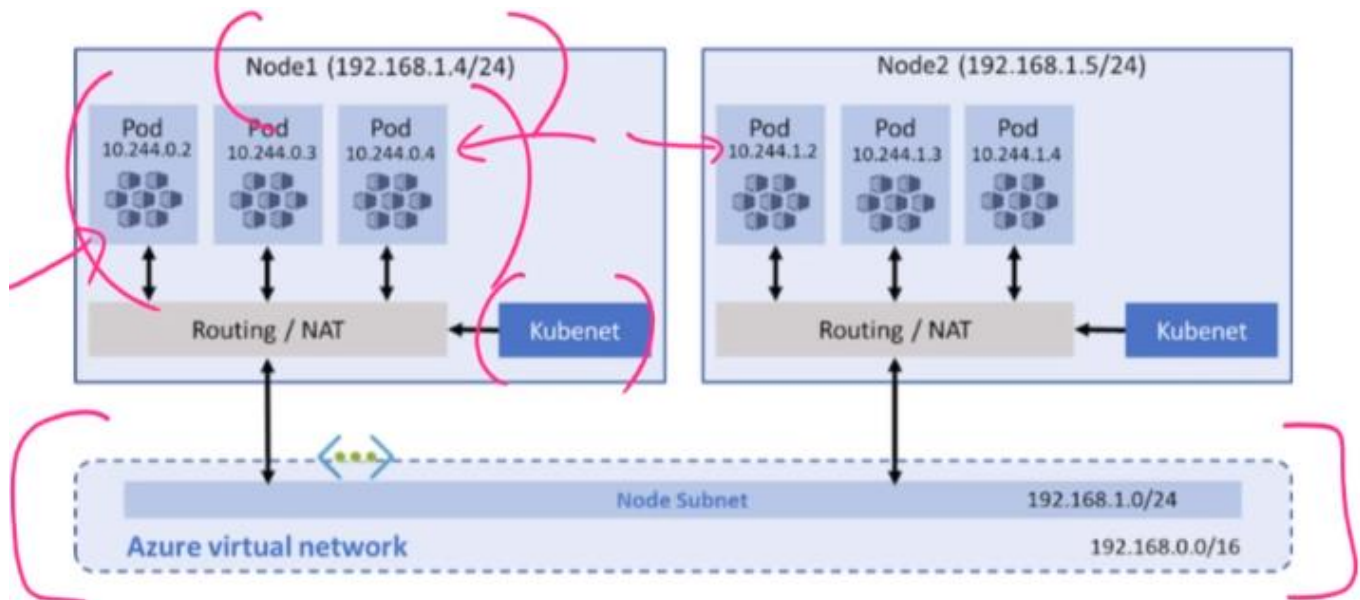 Node1 (192.168.1.4/24)
Pod
10.244.0.2
Pod
10.244.0.3
Pod
10.244.0.4
Routing / NAT
Kubenet
Node2 (192.168.1.5/24)
Pod
10.244.1.2
Pod
10.244.1.3
Pod
10.244.1.4
Routing / NAT
Kubenet
Node Subnet
192.168.1.0/24
Azure virtual network
192.168.0.0/16